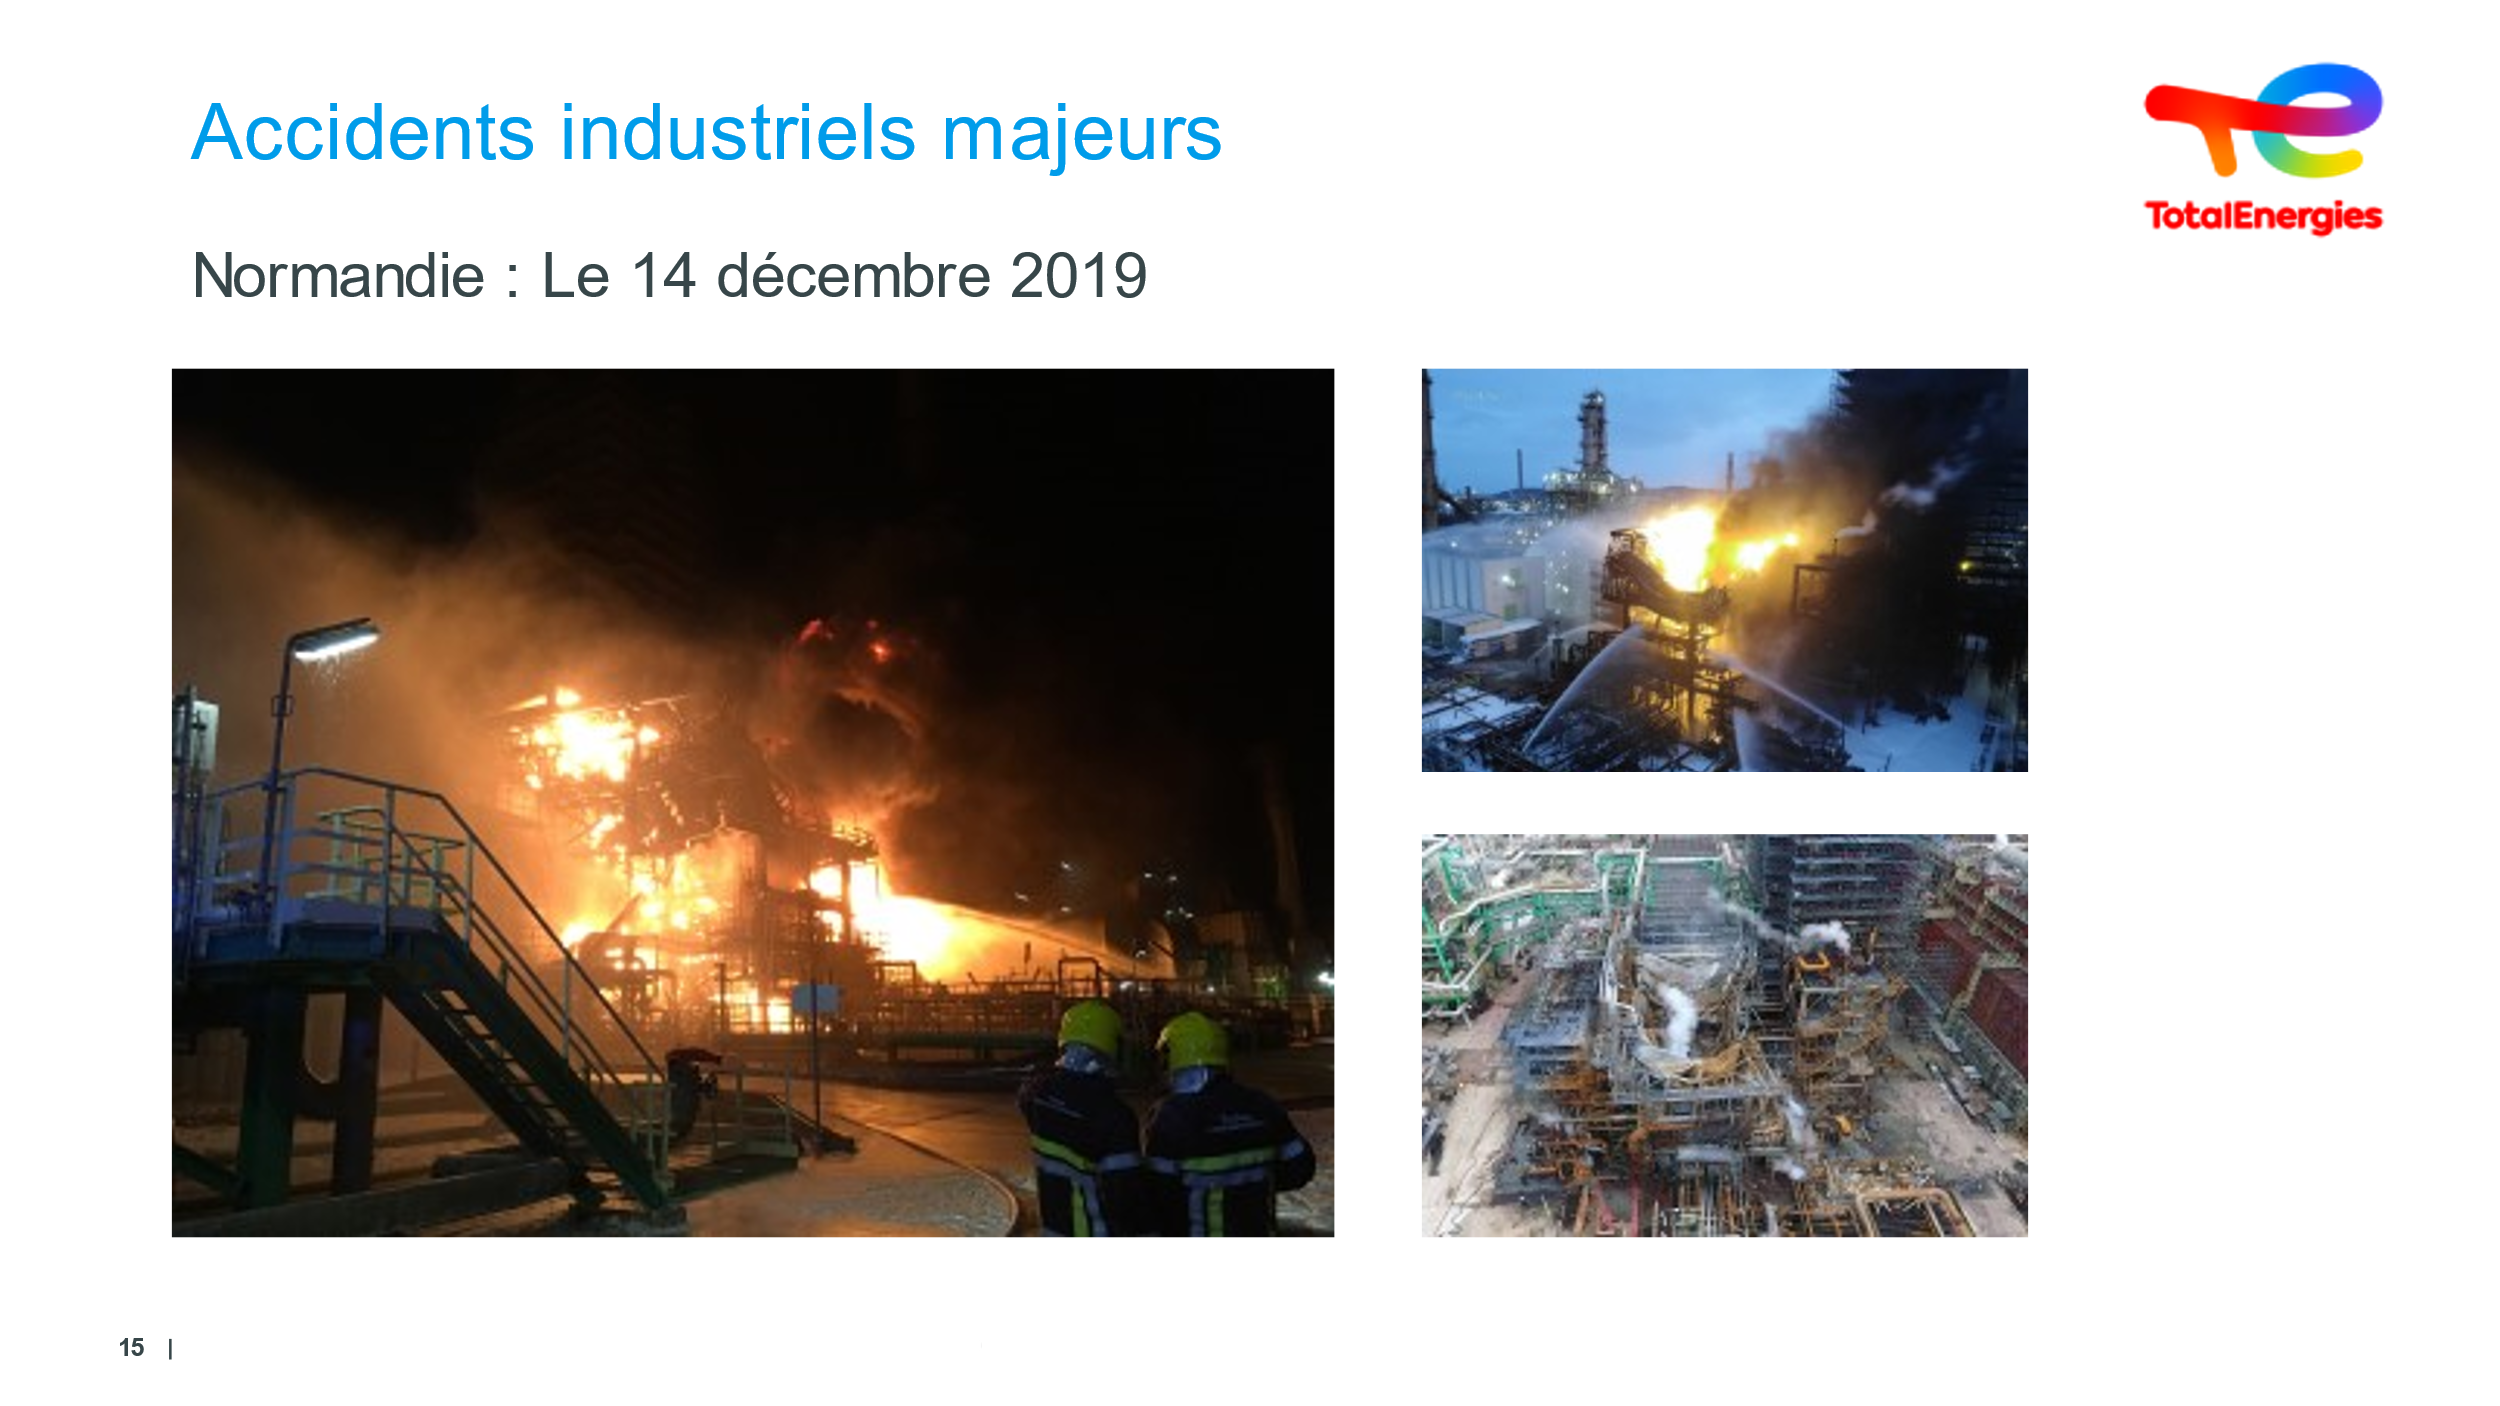 Accidents industriels majeurs
TotalEnergies
Normandie : Le 14 décembre 2019
15 |